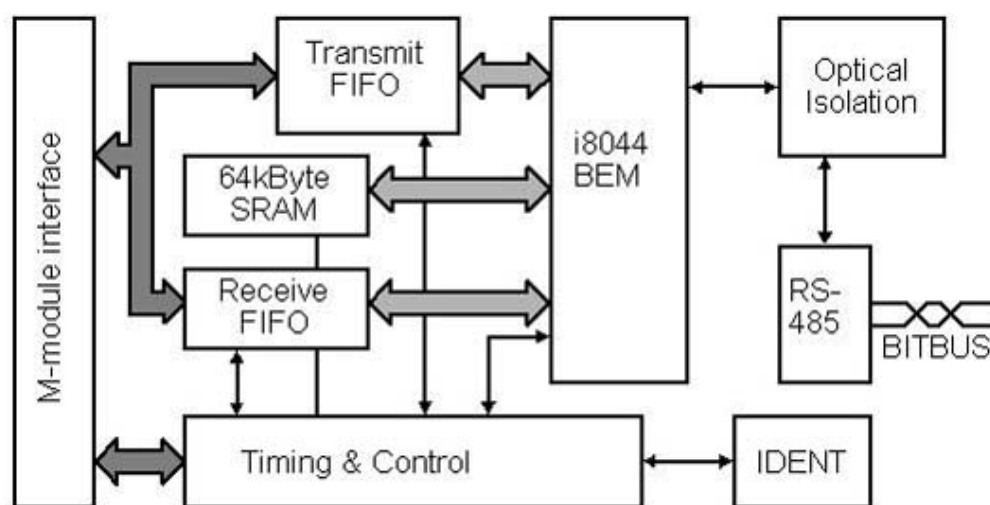 M-module interface
Transmit
FIFO
64kByte
SRAM
Receive
FIFO
i8044
BEM
Optical
Isolation
RS-
485
BITBUS
Timing & Control
IDENT